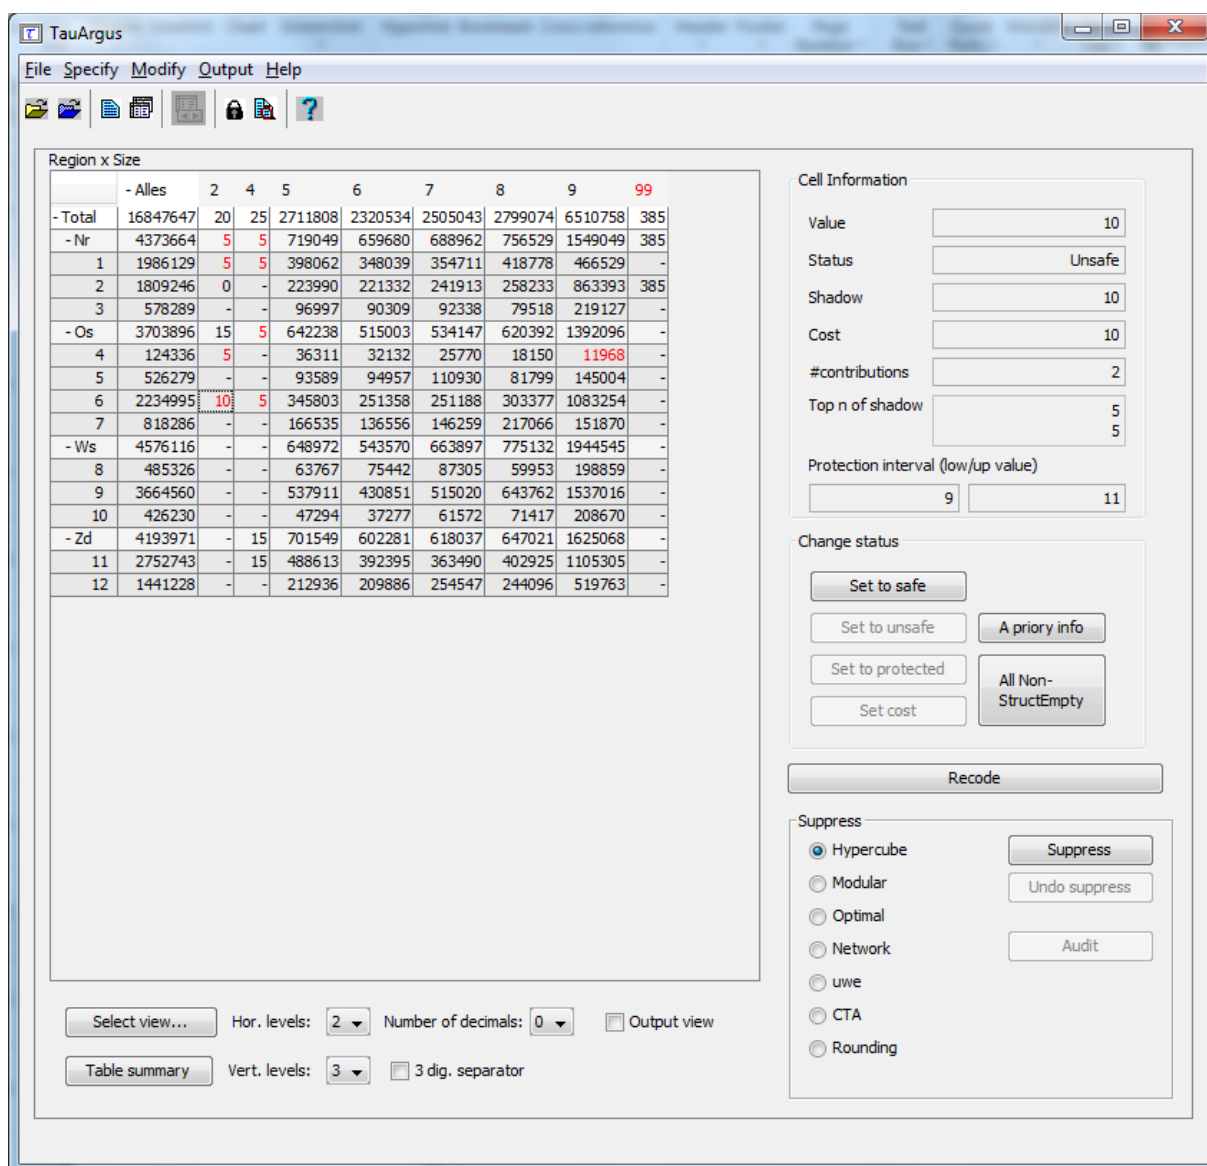 TauArgus
File Specify Modify Output Help
Region x Size
- Alles 2 4 5 6 7 8 9 99
- Total 16847647 20 25 2711808 2320534 2505043 2799074 6510758 385
- Nr 4373664 5 5 719049 659680 688962 756529 1549049 385
1 1986129 5 5 398062 348039 354711 418778 466529 -
2 1809246 0 - 223990 221332 241913 258233 863393 385
3 578289 - - 96997 90309 92338 79518 219127 -
- Os 3703896 15 5 642238 515003 534147 620392 1392096 -
4 124336 5 - 36311 32132 25770 18150 11968 -
5 526279 - - 93589 94957 110930 81799 145004 -
6 2234995 10 5 345803 251358 251188 303377 1083254 -
7 818286 - - 166535 136556 146259 217066 151870 -
- Ws 4576116 - - 648972 543570 663897 775132 1944545 -
8 485326 - - 63767 75442 87305 59953 198859 -
9 3664560 - - 537911 430851 515020 643762 1537016 -
10 426230 - - 47294 37277 61572 71417 208670 -
- Zd 4193971 - 15 701549 602281 618037 647021 1625068 -
11 2752743 - 15 488613 392395 363490 402925 1105305 -
12 1441228 - - 212936 209886 254547 244096 519763 -
Select view... Hor. levels: 2 Number of decimals: 0 Output view
Table summary Vert. levels: 3 3 dig. separator
Cell Information
Value 10
Status Unsafe
Shadow 10
Cost 10
#contributions 2
Top n of shadow 5
5
Protection interval (low/up value)
9 11
Change status
Set to safe
Set to unsafe A priory info
Set to protected All Non-
StructEmpty
Set cost
Recode
Suppress
Hypercube Suppress
Modular Undo suppress
Optimal
Network Audit
uwe
CTA
Rounding